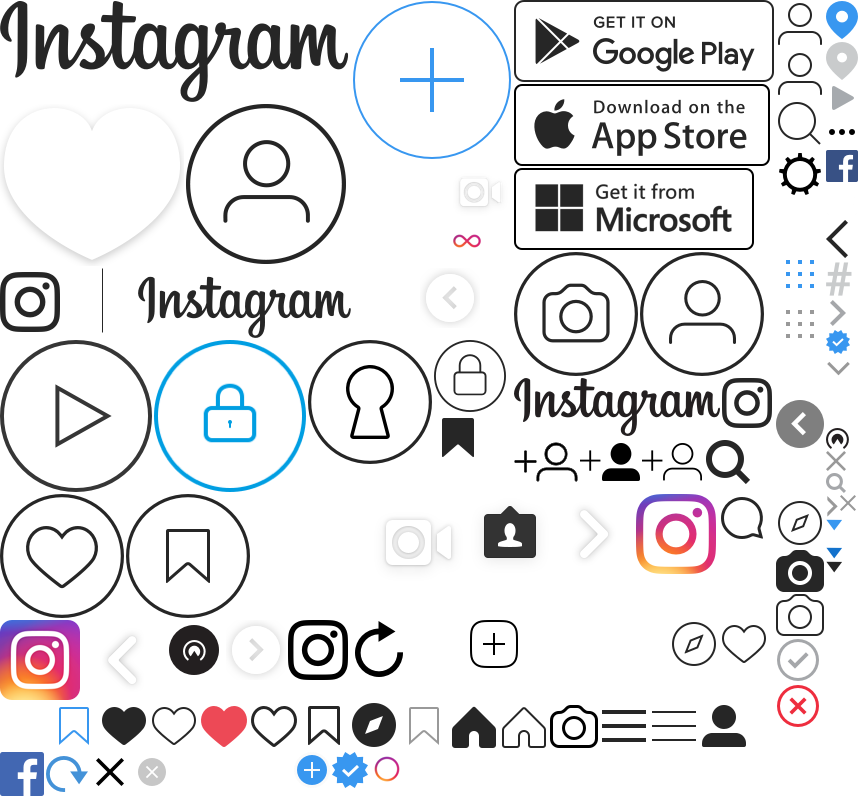 Instagram
GET IT ON
Google Play
Download on the
App Store
Get it from
Microsoft
Instagram
#
Instagram
f
f